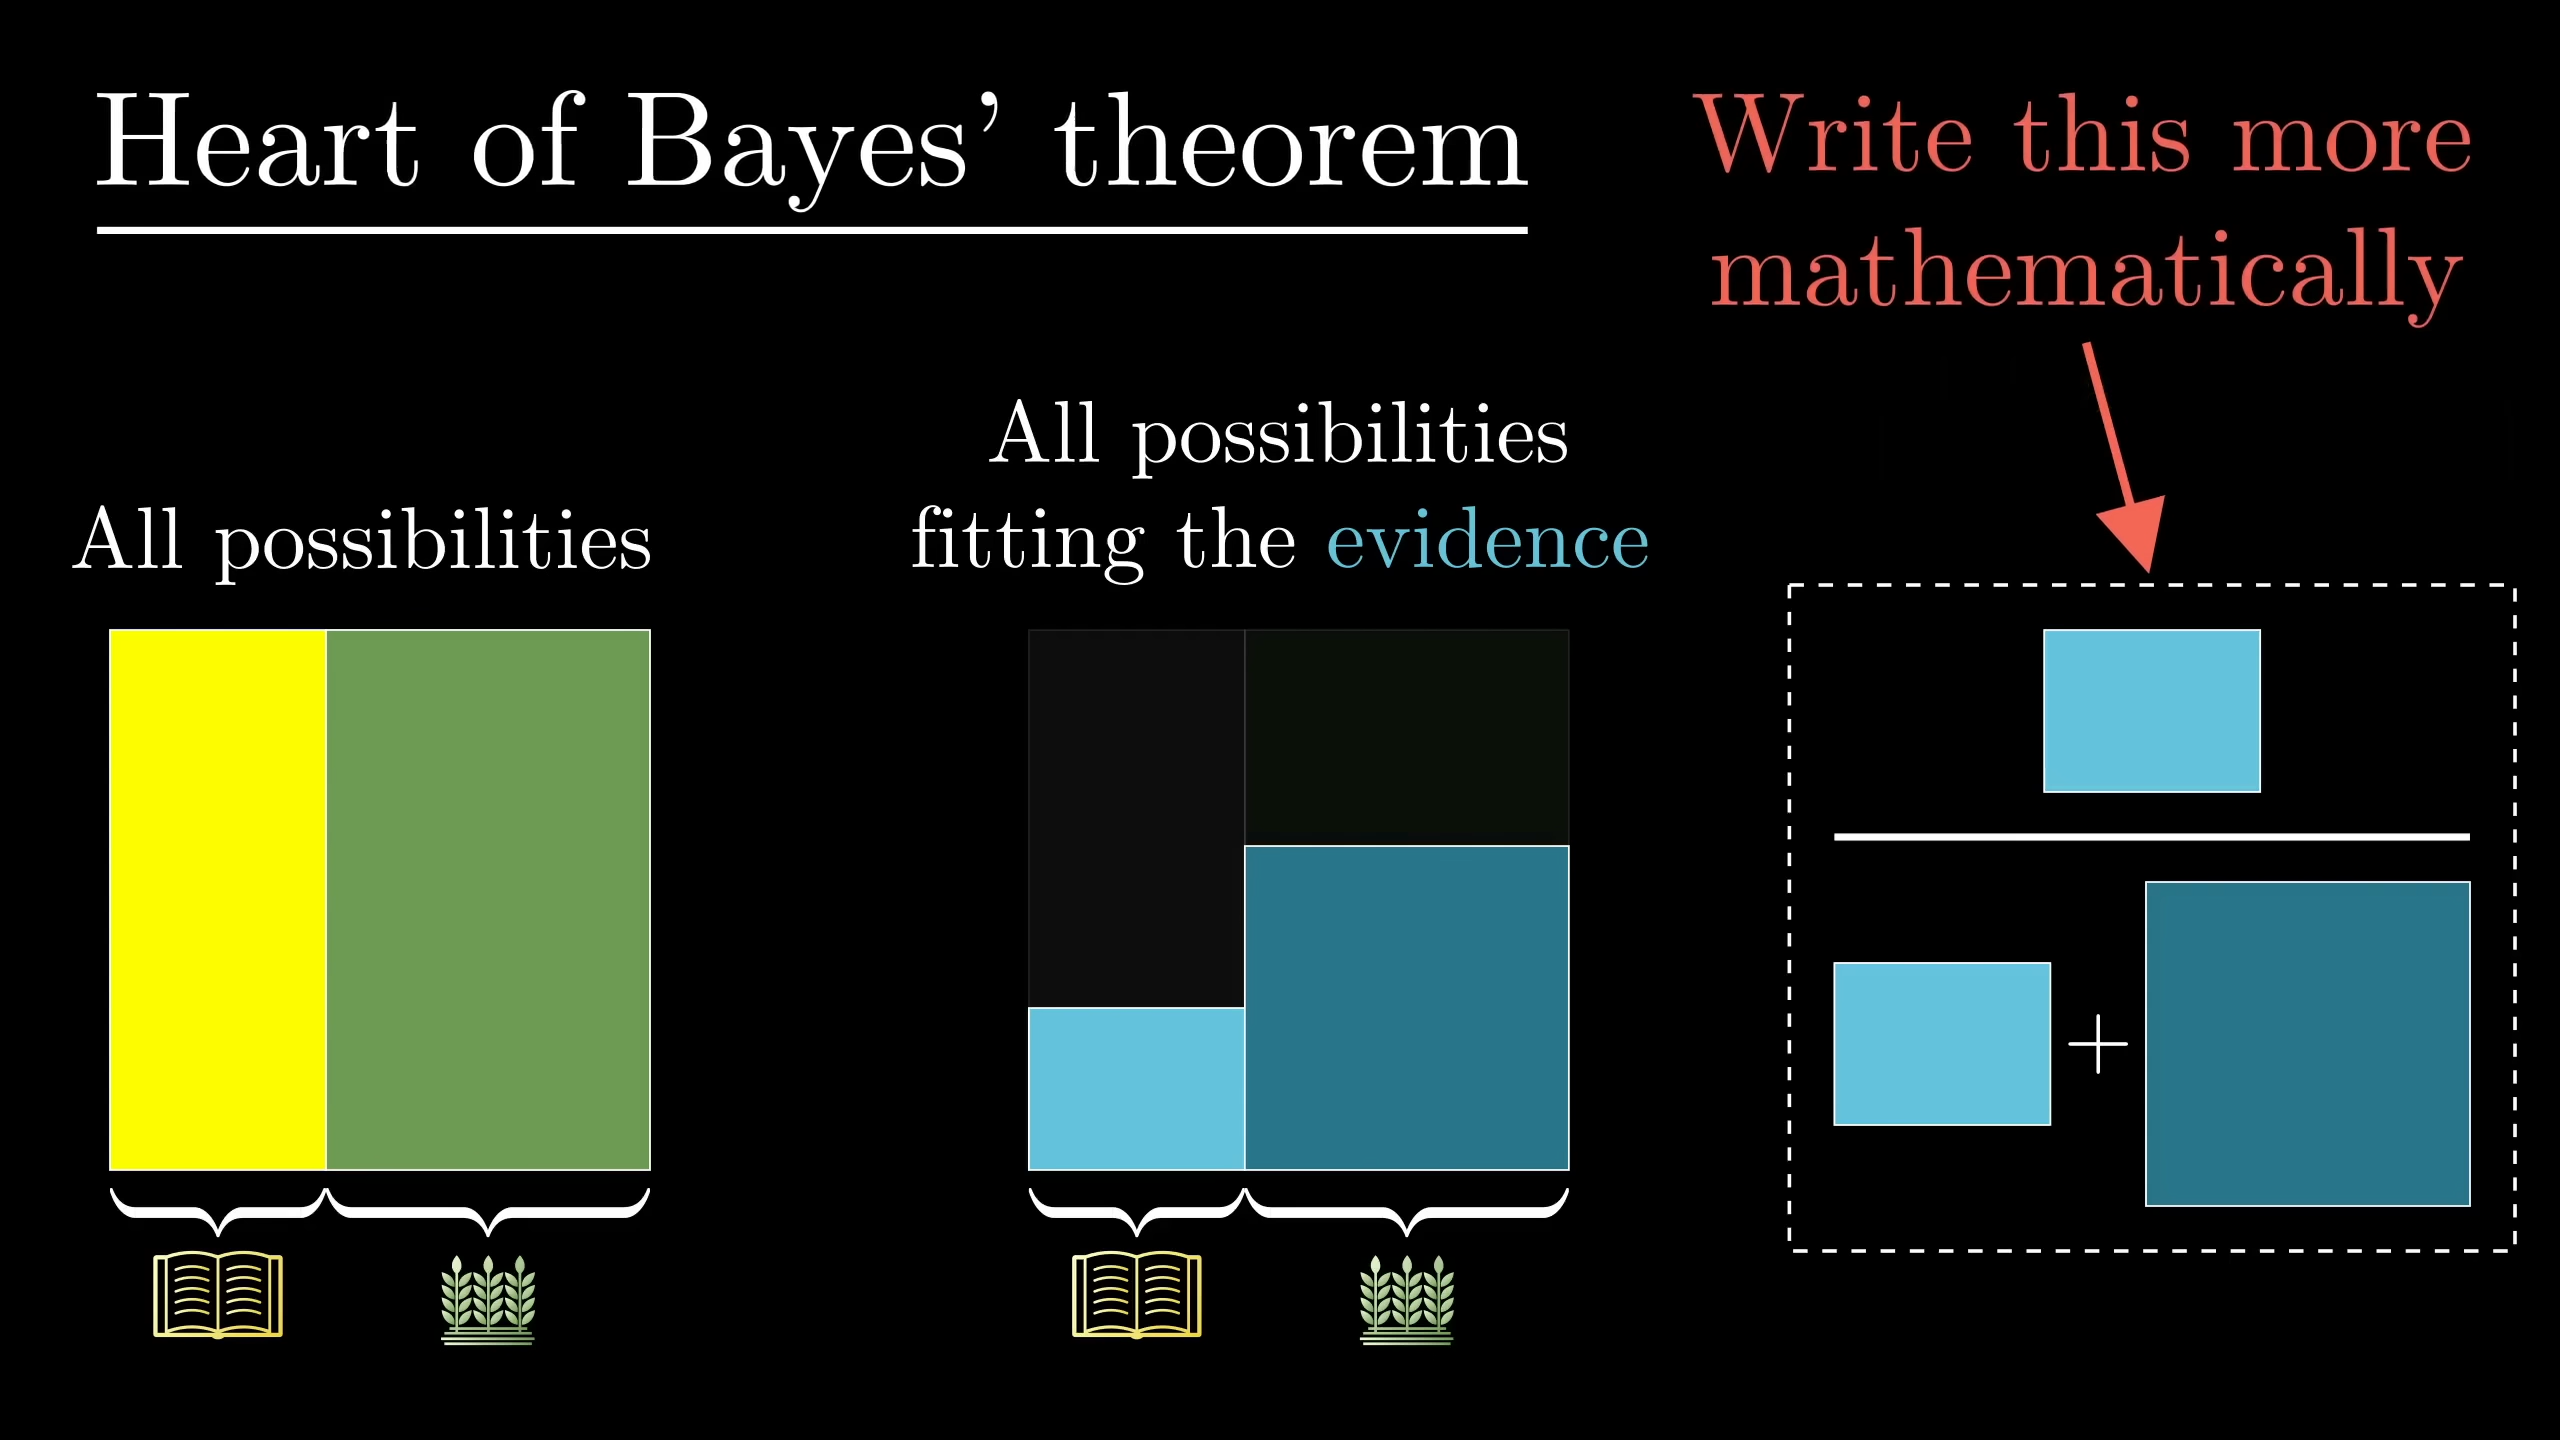 Heart of Bayes’ theorem
Write this more
mathematically
All possibilities
All possibilities
fitting the evidence
+